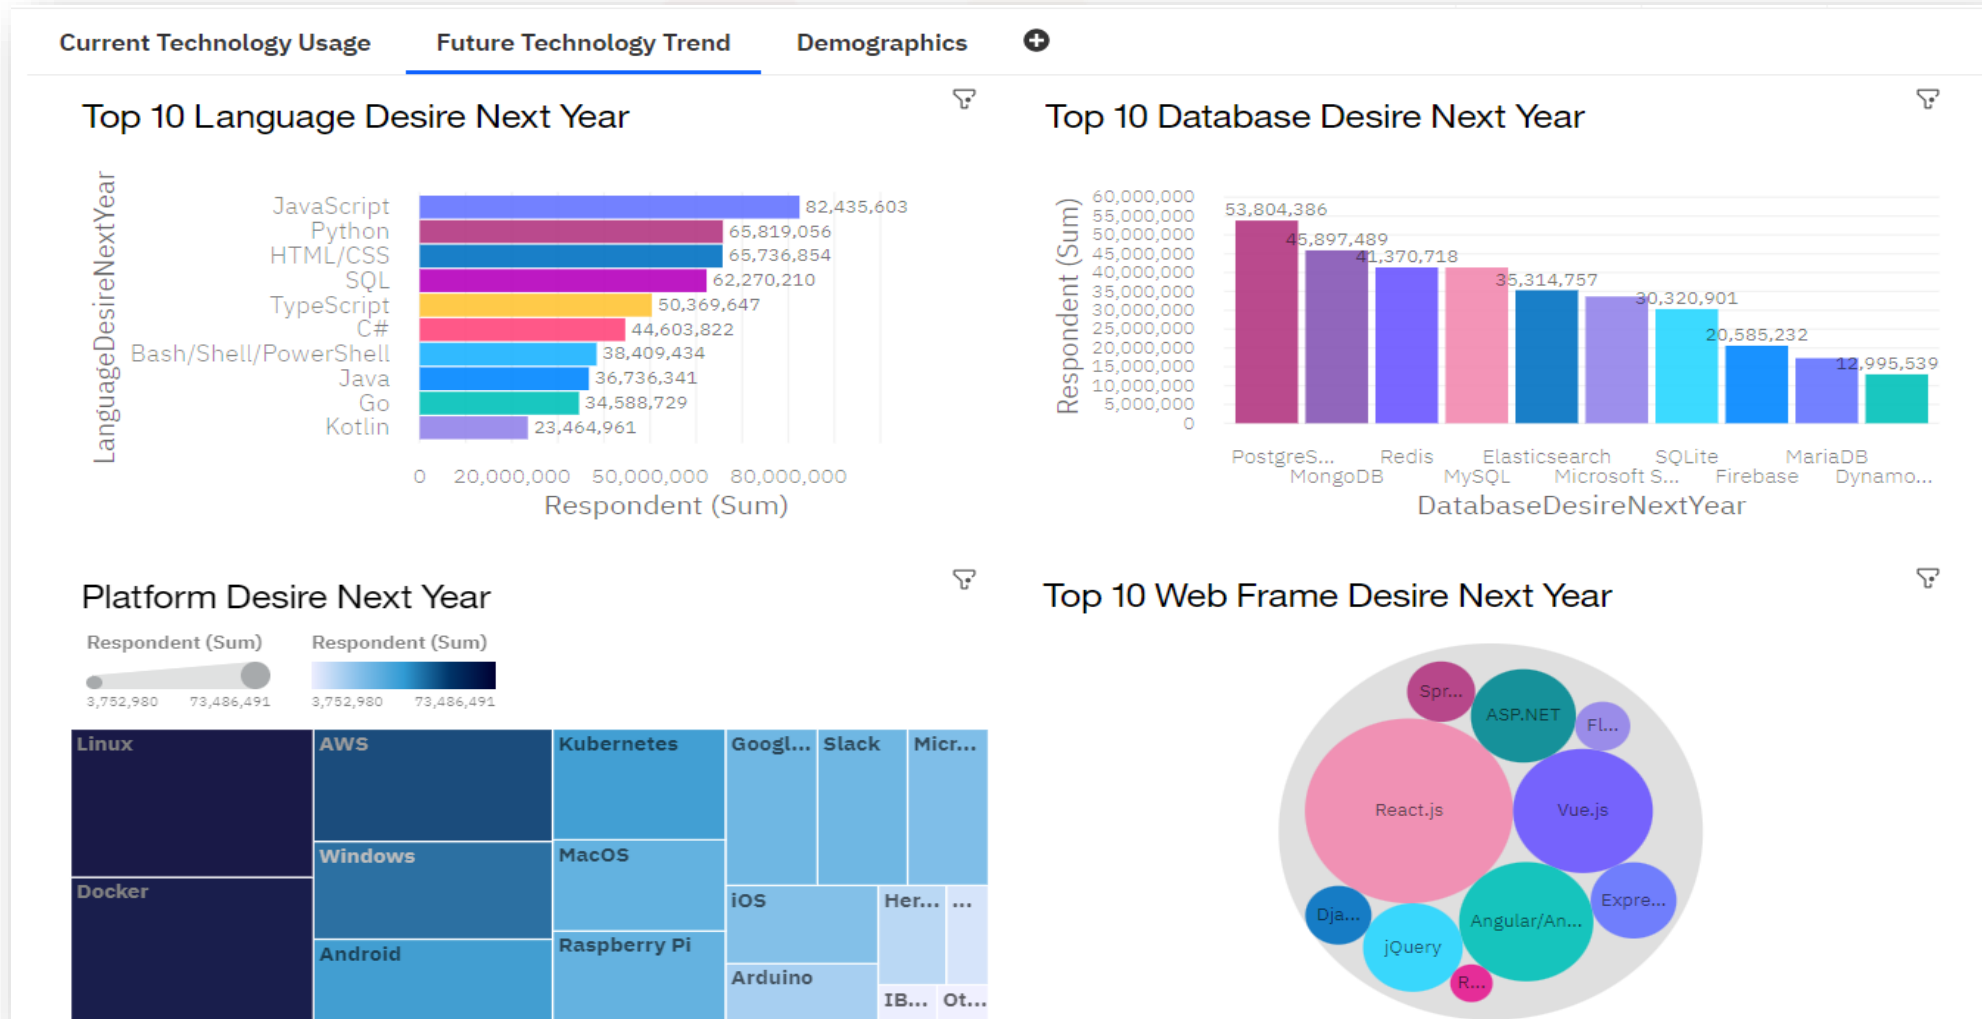 Current Technology Usage
Future Technology Trend
Demographics
Top 10 Language Desire Next Year
LanguageDesireNextYear
JavaScript 82,435,603
Python 65,819,056
HTML/CSS 65,736,854
SQL 62,270,210
TypeScript 50,369,647
C# 44,603,822
Bash/Shell/PowerShell 38,409,434
Java 36,736,341
Go 34,588,729
Kotlin 23,464,961
0 20,000,000 50,000,000 80,000,000
Respondent (Sum)
Top 10 Database Desire Next Year
Respondent (Sum)
60,000,000
55,000,000
50,000,000
45,000,000
40,000,000
35,000,000
30,000,000
25,000,000
20,000,000
15,000,000
10,000,000
5,000,000
0
53,804,386
45,897,489
41,370,718
35,314,757
30,320,901
20,585,232
12,995,539
PostgreS... Redis Elasticsearch SQLite MariaDB
MongoDB MySQL Microsoft S... Firebase Dynamo...
DatabaseDesireNextYear
Platform Desire Next Year
Respondent (Sum) Respondent (Sum)
3,752,980 73,486,491 3,752,980 73,486,491
Linux
Docker
AWS
Windows
Android
Kubernetes
MacOS
Raspberry Pi
Googl...
Slack
Micr...
iOS
Arduino
Her...
...
IB...
Ot...
Top 10 Web Frame Desire Next Year
Spr...
ASP.NET
Fl...
React.js
Vue.js
Dja...
jQuery
Angular/An...
Expre...
R...